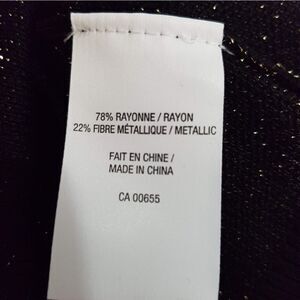 78% RAYONNE / RAYON
22% FIBRE MÉTALLIQUE / METALLIC
FAIT EN CHINE /
MADE IN CHINA
CA 00655